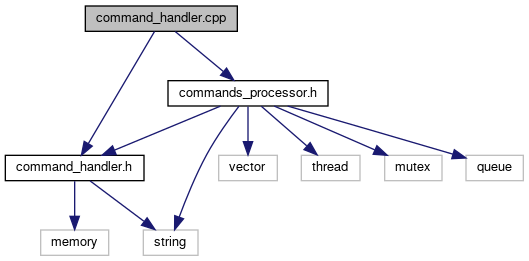 command_handler.cpp
commands_processor.h
command_handler.h
vector
thread
mutex
queue
memory
string